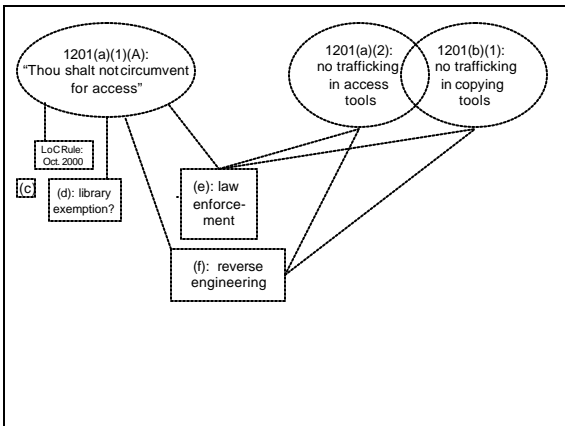 1201(a)(1)(A):
“Thou shalt not circumvent
for access”
1201(a)(2):
no trafficking
in access
tools
1201(b)(1):
no trafficking
in copying
tools
LoC Rule:
Oct. 2000
(c)
(d): library
exemption?
(e): law
enforce-
ment
(f): reverse
engineering